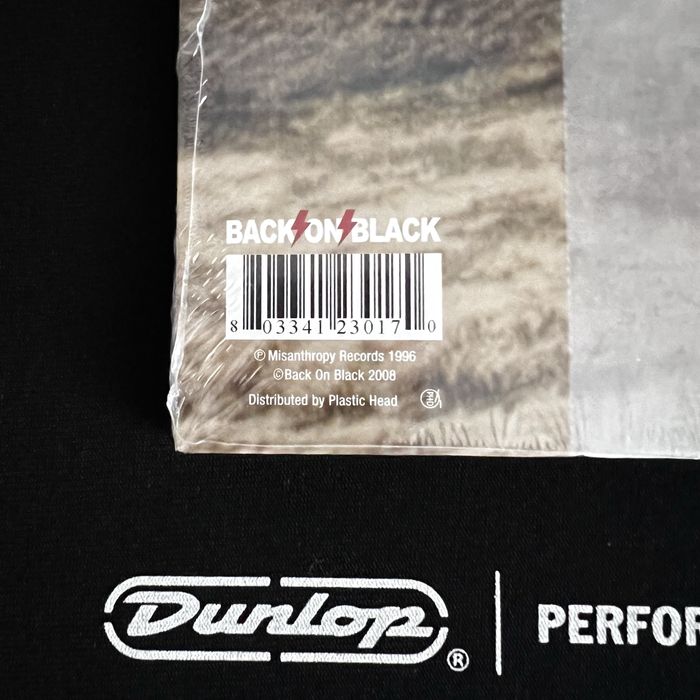 BACK ON BLACK
8 03341 23017 0
℗ Misanthropy Records 1996
©Back On Black 2008
Distributed by Plastic Head PHD
Dunlop® PERFOR